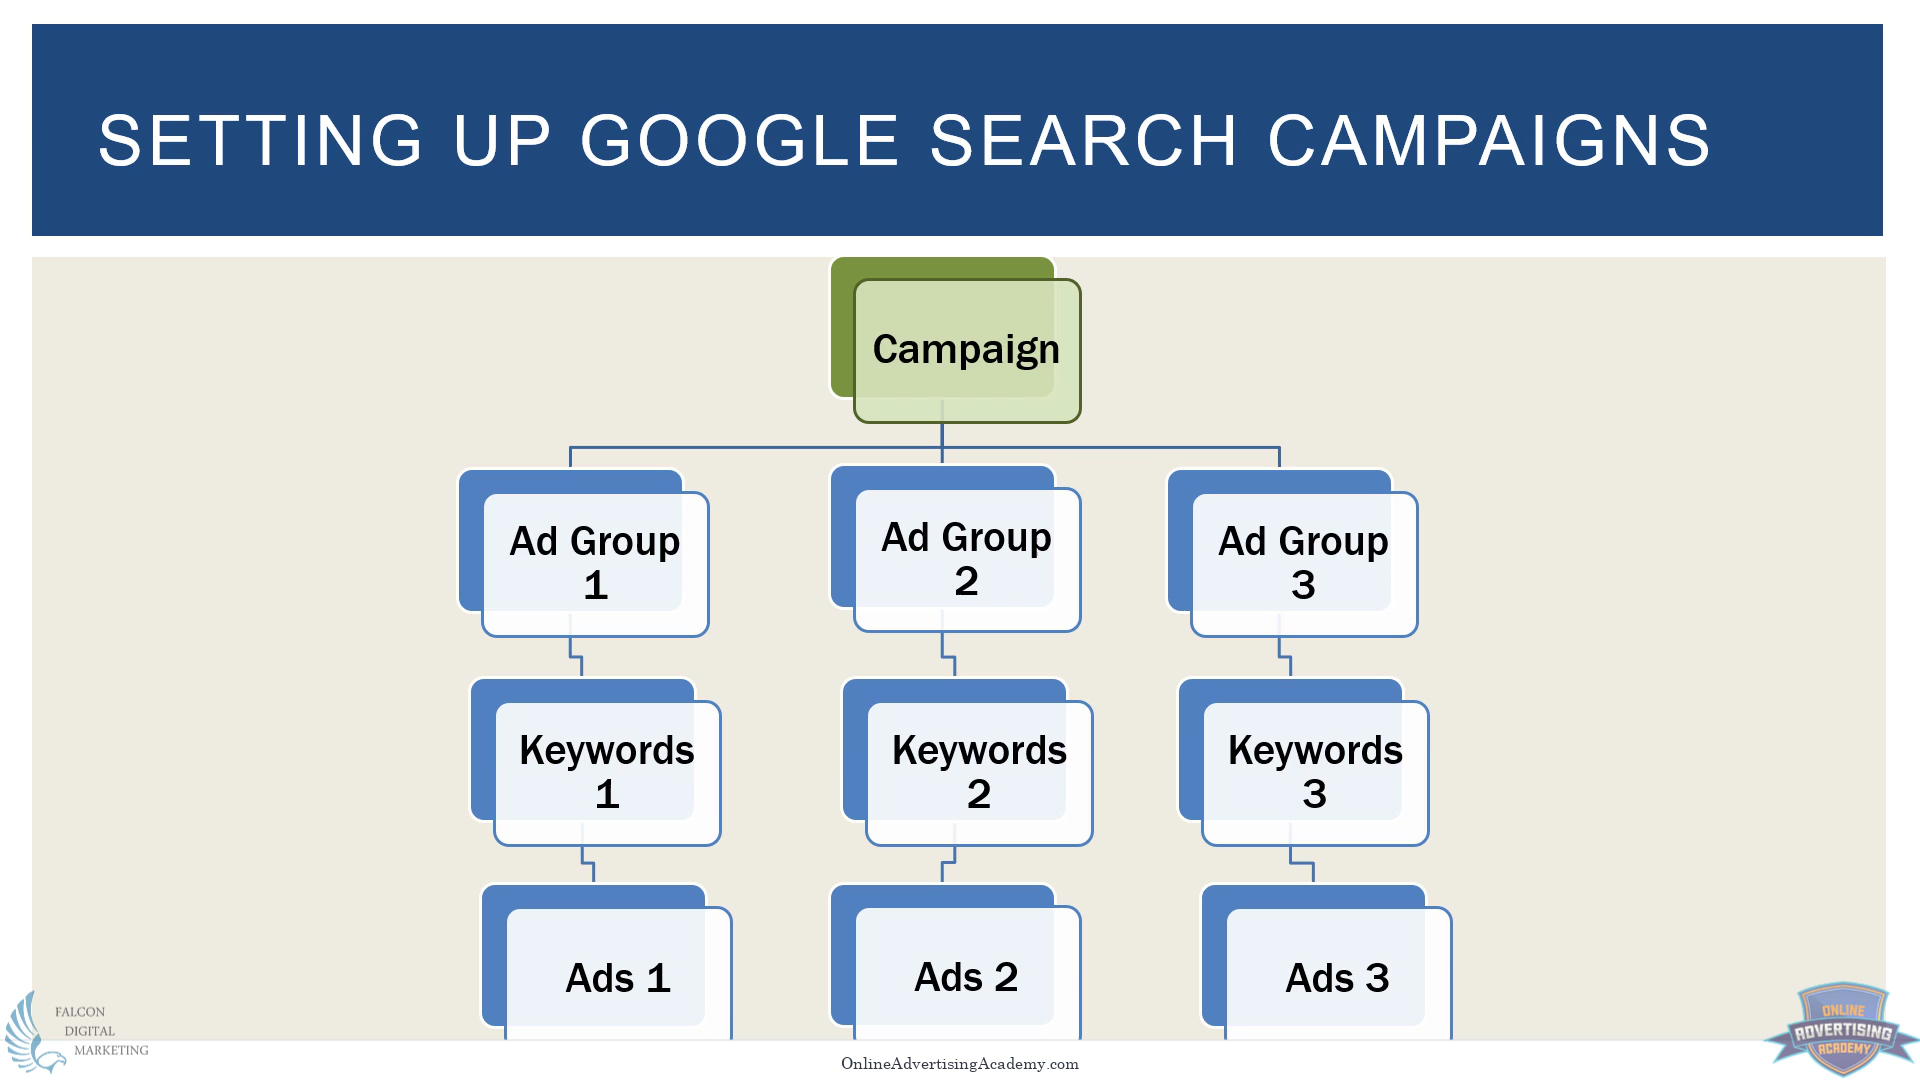 SETTING UP GOOGLE SEARCH CAMPAIGNS
Campaign
Ad Group
1
Ad Group
2
Ad Group
3
Keywords
1
Keywords
2
Keywords
3
Ads 1
Ads 2
Ads 3
FALCON
DIGITAL
MARKETING
OnlineAdvertisingAcademy.com
ONLINE
ADVERTISING
ACADEMY